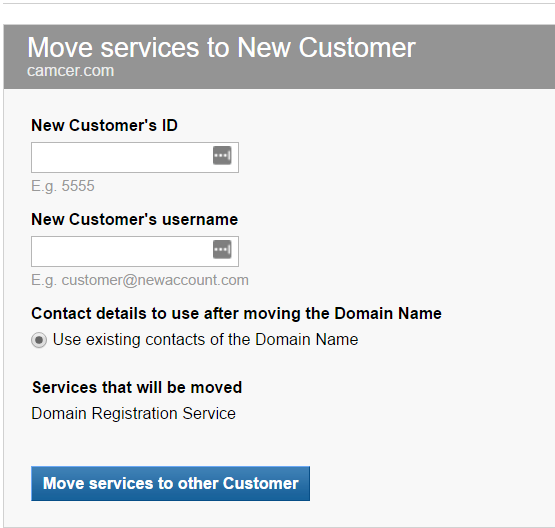 Move services to New Customer
camcer.com
New Customer's ID
E.g. 5555
New Customer's username
E.g. customer@newaccount.com
Contact details to use after moving the Domain Name
Use existing contacts of the Domain Name
Services that will be moved
Domain Registration Service
Move services to other Customer